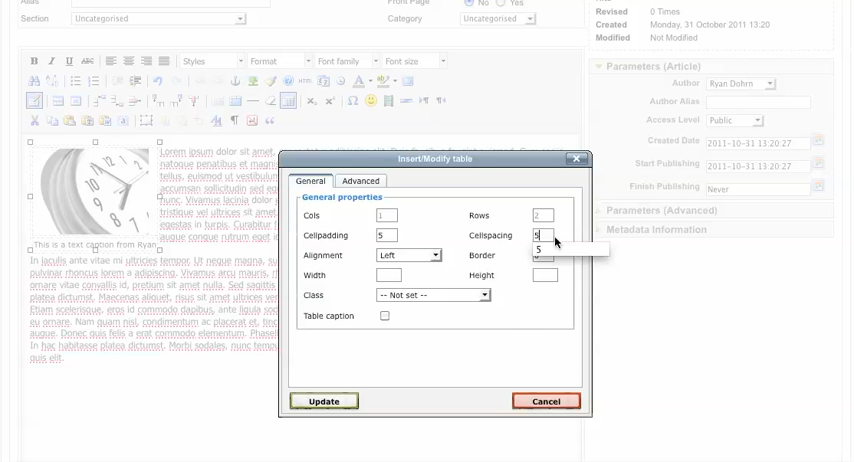 Alias
Front Page No Yes
Section Uncategorised
Category Uncategorised
Revised 0 Times
Created Monday, 31 October 2011 13:20
Modified Not Modified
B I U ABC Styles Format Font family Font size
HTML
Parameters (Article)
Author Ryan Dohrn
Author Alias
Access Level Public
Created Date 2011-10-31 13:20:27
Start Publishing 2011-10-31 13:20:27
Finish Publishing Never
Parameters (Advanced)
Metadata Information
Lorem ipsum dolor sit amet,
natoque penatibus et magnis
tellus, euismod ut vestibulum
accumsan sollicitudin sed
nunc. Vivamus lacinia dolor
tristique vel ultrices sit amet
egestas in turpis. Curabitur
congue rutrum eget
This is a text caption from Ryan
In iaculis ante vitae mi ultricies tempor. Ut neque magna,
pulvinar rhoncus lorem a adipiscing. Vivamus arcu mauris,
ornare vitae convallis id, pretium sit amet nulla. Sed
platea dictumst. Maecenas aliquet, risus sit amet ultrices
Etiam scelerisque, eros id commodo dapibus, ante ligula
eu ornare. Nam quam nisl, condimentum ac placerat et,
augue. Donec quis felis a erat commodo elementum.
In hac habitasse platea dictumst. Morbi sodales, nunc
quis elit.
Insert/Modify table
General Advanced
General properties
Cols 1 Rows 2
Cellpadding 5 Cellspacing 5
5
Alignment Left Border
Width Height
Class -- Not set --
Table caption
Update Cancel